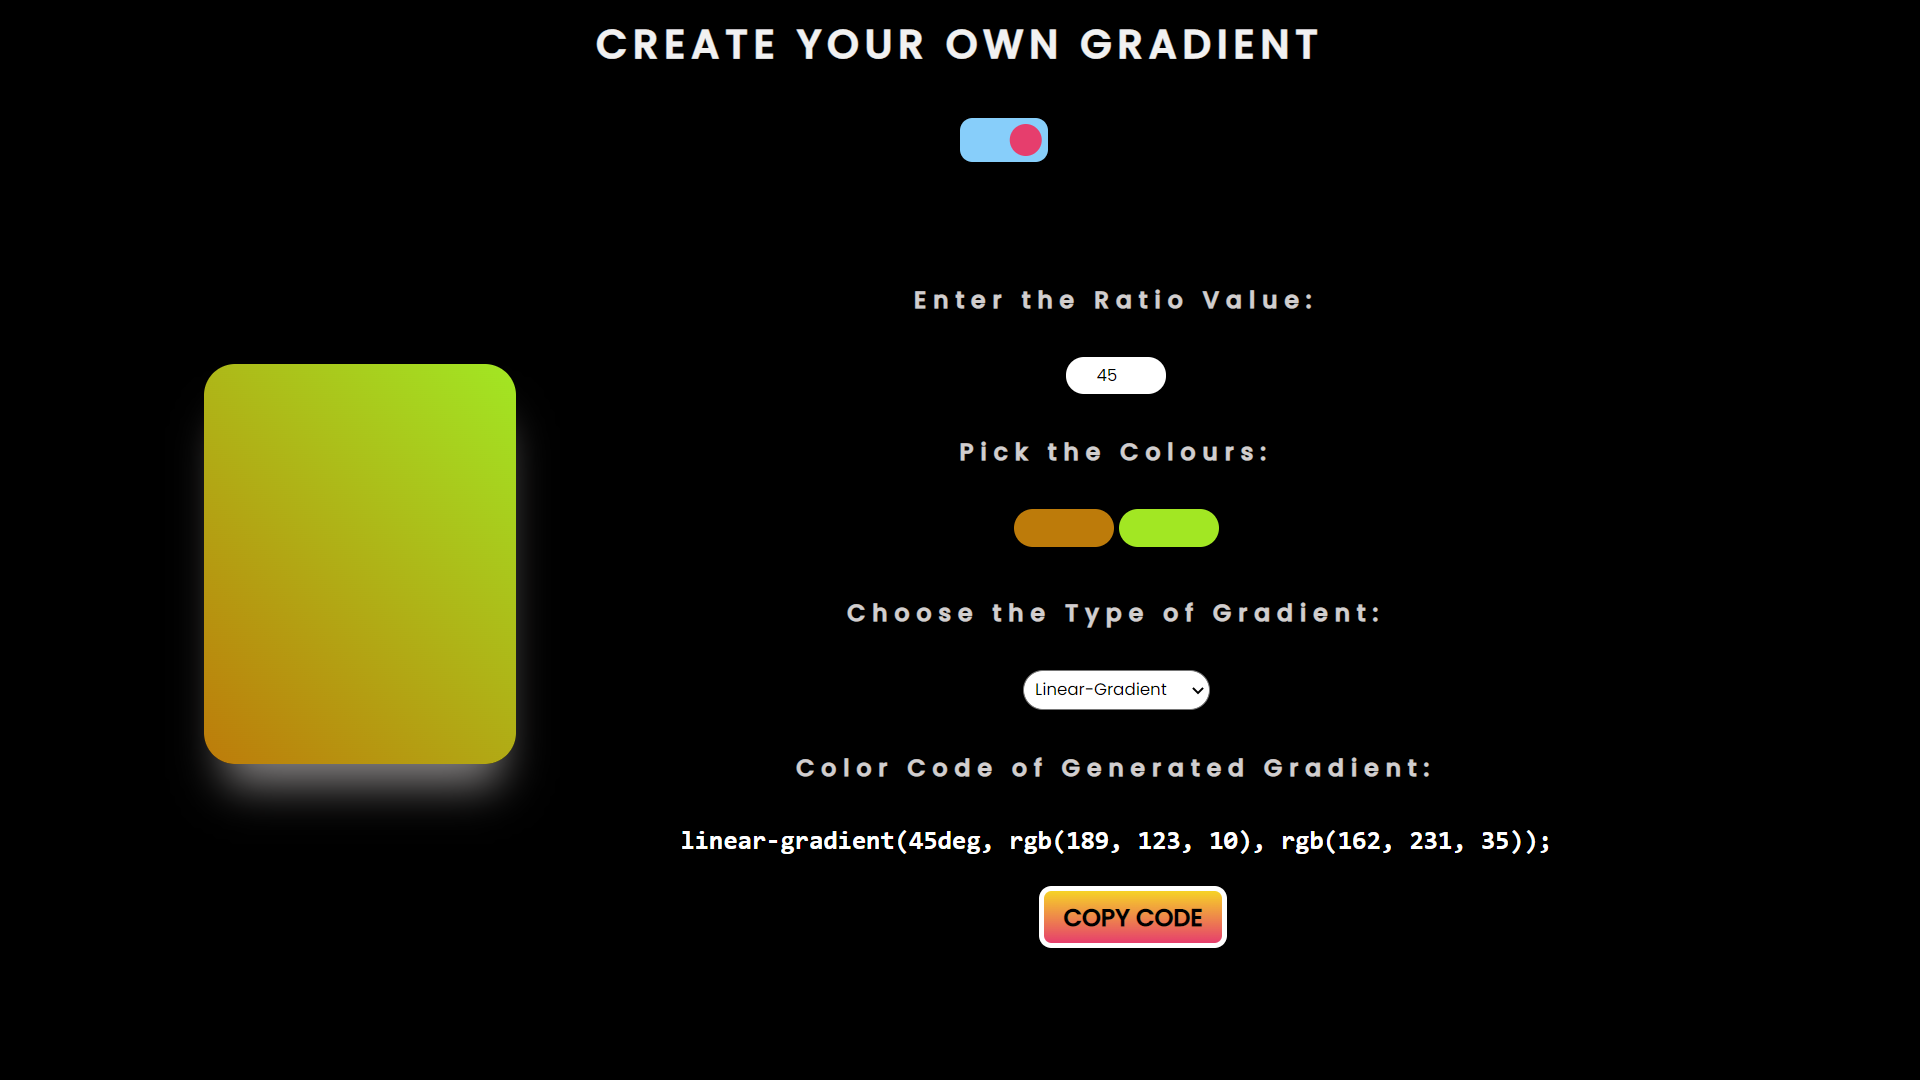 CREATE YOUR OWN GRADIENT
Enter the Ratio Value:
45
Pick the Colours:
Choose the Type of Gradient:
Linear-Gradient
Color Code of Generated Gradient:
linear-gradient(45deg, rgb(189, 123, 10), rgb(162, 231, 35));
COPY CODE